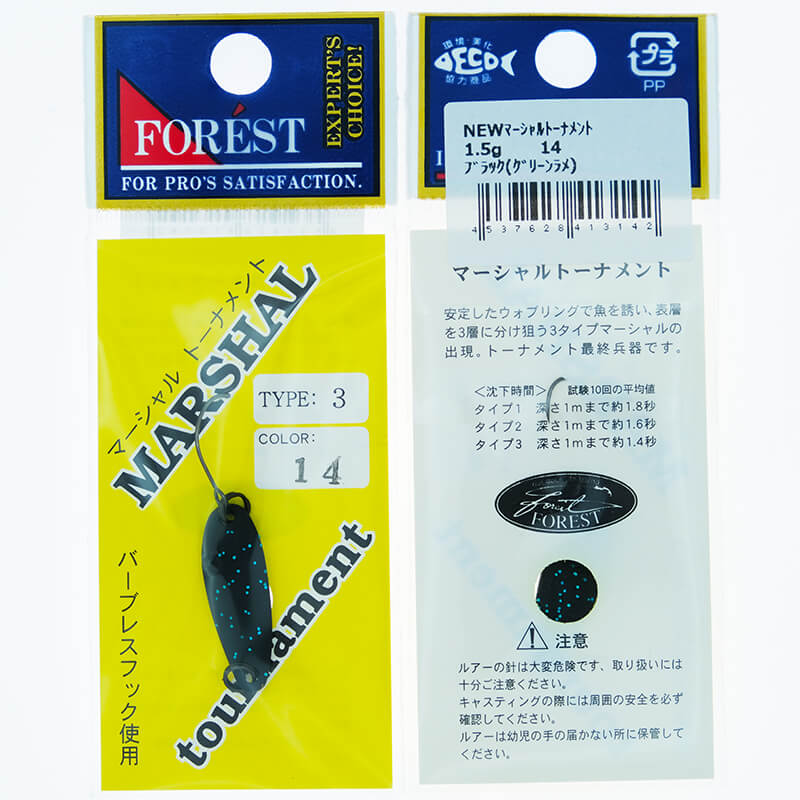 FORÉST
FOR PRO'S SATISFACTION.
EXPERT'S
CHOICE!
マーシャル トーナメント
MARSHAL
TYPE: 3
COLOR:
14
tournament
バーブレスフック使用
環境・美化
ECO
協力商品
プラ
PP
NEWマーシャルトーナメント
1.5g 14
ブラック(グリーンラメ)
4537628413142
マーシャルトーナメント
安定したウォブリングで魚を誘い、表層
を3層に分け狙う3タイプマーシャルの
出現。トーナメント最終兵器です。
〈沈下時間〉 試験10回の平均値
タイプ1 深さ1mまで約1.8秒
タイプ2 深さ1mまで約1.6秒
タイプ3 深さ1mまで約1.4秒
Forest
FOREST
注意
ルアーの針は大変危険です、取り扱いには
十分ご注意ください。
キャスティングの際には周囲の安全を必ず
確認してください。
ルアーは幼児の手の届かない所に保管して
ください。